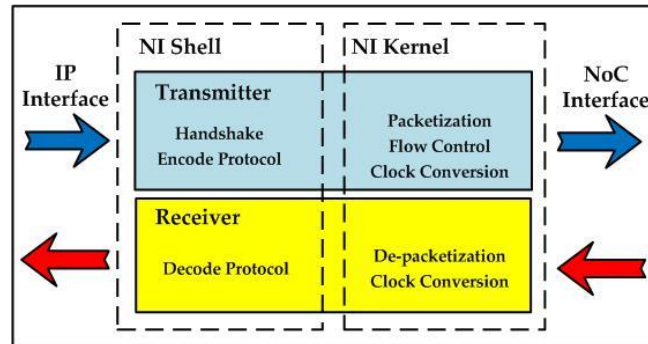 NI Shell
NI Kernel
IP
Interface
NoC
Interface
Transmitter
Handshake
Encode Protocol
Packetization
Flow Control
Clock Conversion
Receiver
Decode Protocol
De-packetization
Clock Conversion